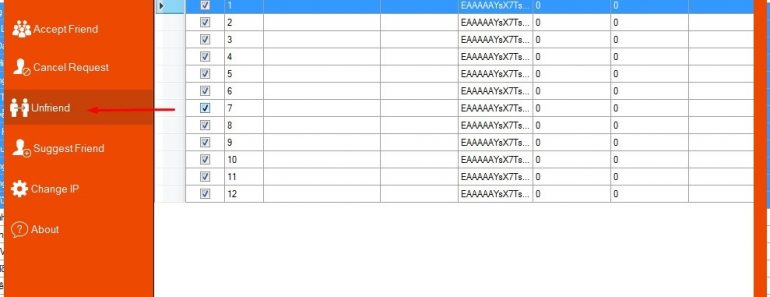 Accept Friend
Cancel Request
Unfriend
Suggest Friend
Change IP
About
1 EAAAAAYsX7Ts... 0 0
2 EAAAAAYsX7Ts... 0 0
3 EAAAAAYsX7Ts... 0 0
4 EAAAAAYsX7Ts... 0 0
5 EAAAAAYsX7Ts... 0 0
6 EAAAAAYsX7Ts... 0 0
7 EAAAAAYsX7Ts... 0 0
8 EAAAAAYsX7Ts... 0 0
9 EAAAAAYsX7Ts... 0 0
10 EAAAAAYsX7Ts... 0 0
11 EAAAAAYsX7Ts... 0 0
12 EAAAAAYsX7Ts... 0 0